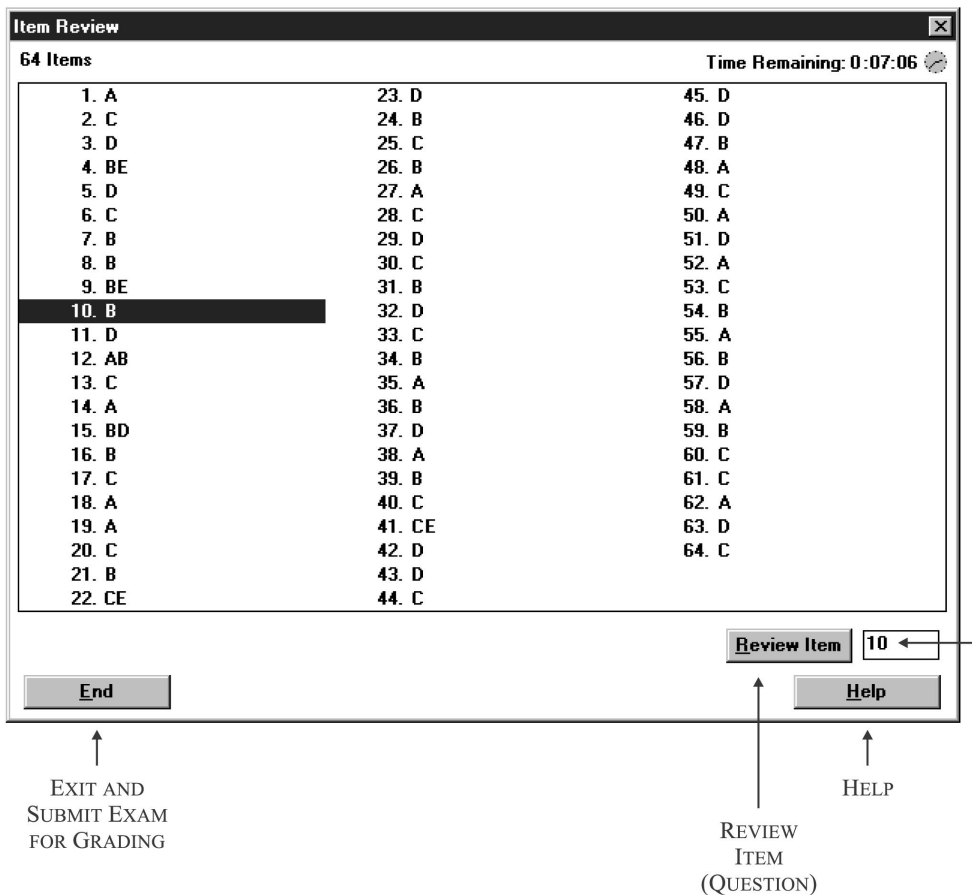 Item Review
64 Items
Time Remaining: 0:07:06
1. A
2. C
3. D
4. BE
5. D
6. C
7. B
8. B
9. BE
10. B
11. D
12. AB
13. C
14. A
15. BD
16. B
17. C
18. A
19. A
20. C
21. B
22. CE
23. D
24. B
25. C
26. B
27. A
28. C
29. D
30. C
31. B
32. D
33. C
34. B
35. A
36. B
37. D
38. A
39. B
40. C
41. CE
42. D
43. D
44. C
45. D
46. D
47. B
48. A
49. C
50. A
51. D
52. A
53. C
54. B
55. A
56. B
57. D
58. A
59. B
60. C
61. C
62. A
63. D
64. C
Review Item
10
End
Help
EXIT AND
SUBMIT EXAM
FOR GRADING
REVIEW
ITEM
(QUESTION)
HELP